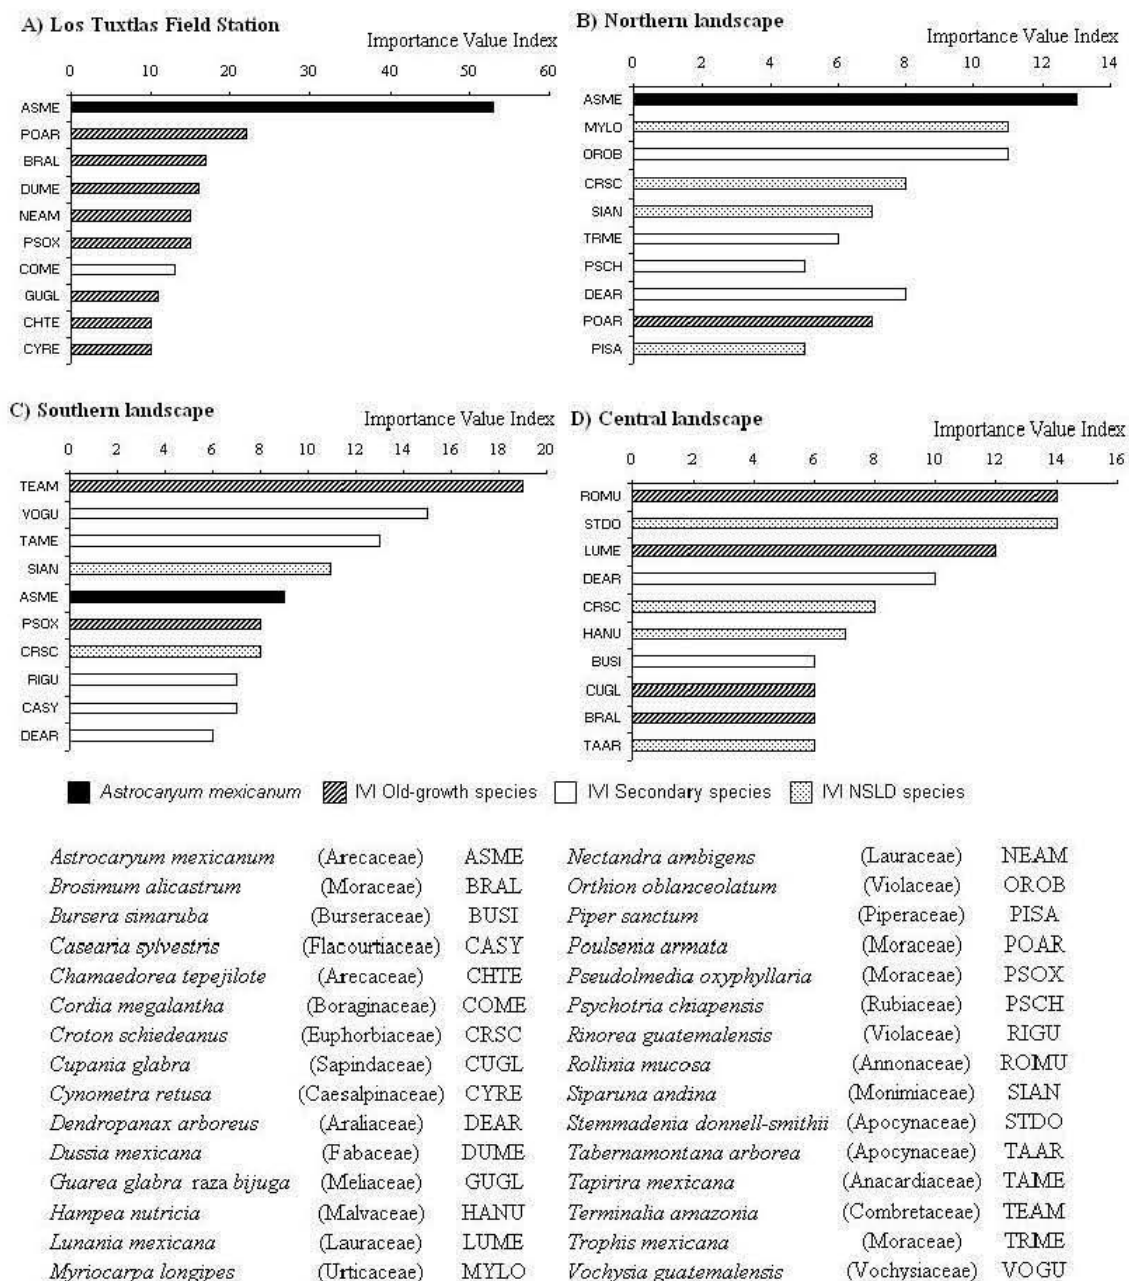 A) Los Tuxtlas Field Station
Importance Value Index
0 10 20 30 40 50 60
ASME
POAR
BRAL
DUME
NEAM
PSOX
COME
GUGL
CHTE
CYRE
B) Northern landscape
Importance Value Index
0 2 4 6 8 10 12 14
ASME
MYLO
OROB
CRSC
SIAN
TRME
PSCH
DEAR
POAR
PISA
C) Southern landscape
Importance Value Index
0 2 4 6 8 10 12 14 16 18 20
TEAM
VOGU
TAME
SIAN
ASME
PSOX
CRSC
RIGU
CASY
DEAR
D) Central landscape
Importance Value Index
0 2 4 6 8 10 12 14 16
ROMU
STDO
LUME
DEAR
CRSC
HANU
BUSI
CUGL
BRAL
TAAR
Astrocaryum mexicanum IVI Old-growth species IVI Secondary species IVI NSLD species
Astrocaryum mexicanum (Arecaceae) ASME
Brosimum alicastrum (Moraceae) BRAL
Bursera simaruba (Burseraceae) BUSI
Casearia sylvestris (Flacourtiaceae) CASY
Chamaedorea tepejilote (Arecaceae) CHTE
Cordia megalantha (Boraginaceae) COME
Croton schiedeanus (Euphorbiaceae) CRSC
Cupania glabra (Sapindaceae) CUGL
Cynometra retusa (Caesalpinaceae) CYRE
Dendropanax arboreus (Araliaceae) DEAR
Dussia mexicana (Fabaceae) DUME
Guarea glabra raza bijuga (Meliaceae) GUGL
Hampea nutricia (Malvaceae) HANU
Lunania mexicana (Lauraceae) LUME
Myriocarpa longipes (Urticaceae) MYLO
Nectandra ambigens (Lauraceae) NEAM
Orthion oblanceolatum (Violaceae) OROB
Piper sanctum (Piperaceae) PISA
Poulsenia armata (Moraceae) POAR
Pseudolmedia oxyphyllaria (Moraceae) PSOX
Psychotria chiapensis (Rubiaceae) PSCH
Rinorea guatemalensis (Violaceae) RIGU
Rollinia mucosa (Annonaceae) ROMU
Siparuna andina (Monimiaceae) SIAN
Stemmadenia donnell-smithii (Apocynaceae) STDO
Tabernamontana arborea (Apocynaceae) TAAR
Tapirira mexicana (Anacardiaceae) TAME
Terminalia amazonia (Combretaceae) TEAM
Trophis mexicana (Moraceae) TRME
Vochysia guatemalensis (Vochysiaceae) VOGU